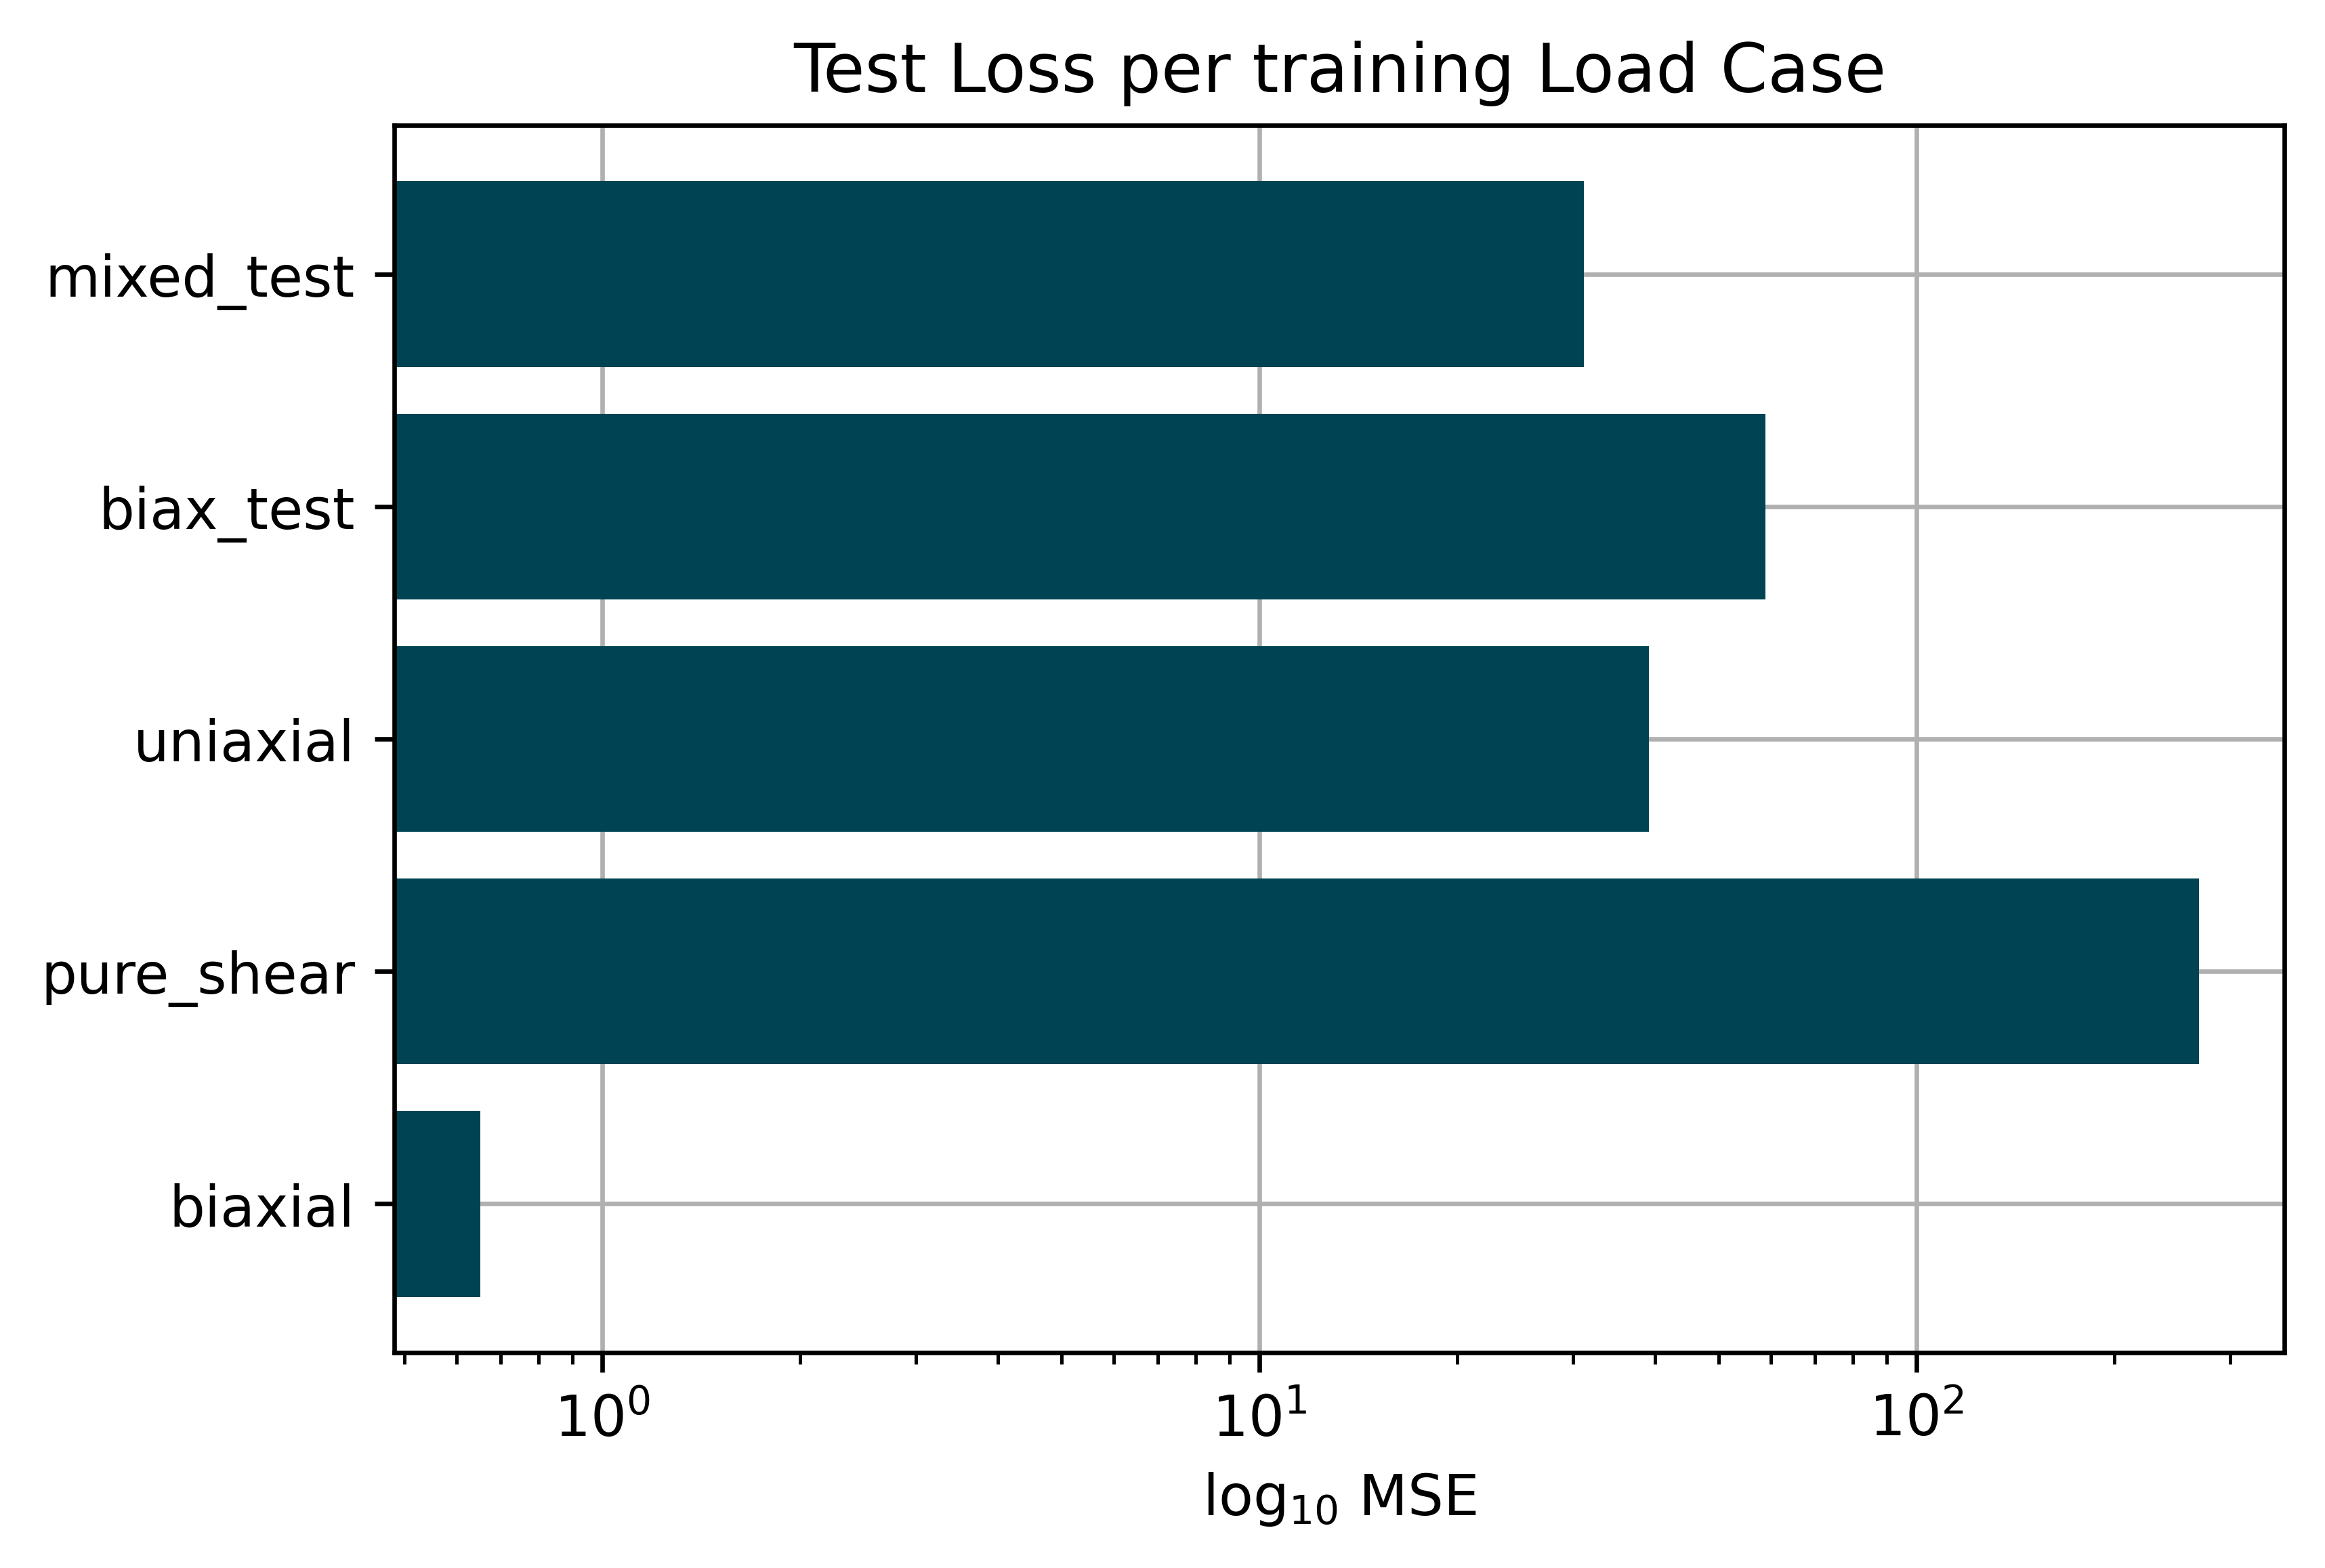 Test Loss per training Load Case
mixed_test
biax_test
uniaxial
pure_shear
biaxial
10⁰ 10¹ 10²
log₁₀ MSE